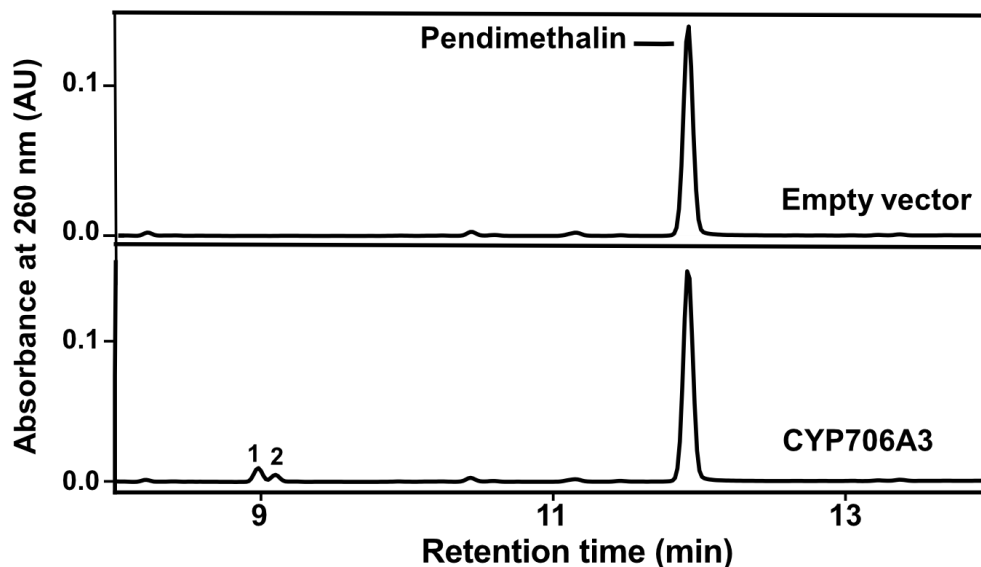 Pendimethalin
0.1
Empty vector
0.0
Absorbance at 260 nm (AU)
0.1
CYP706A3
1 2
0.0
9 11 13
Retention time (min)